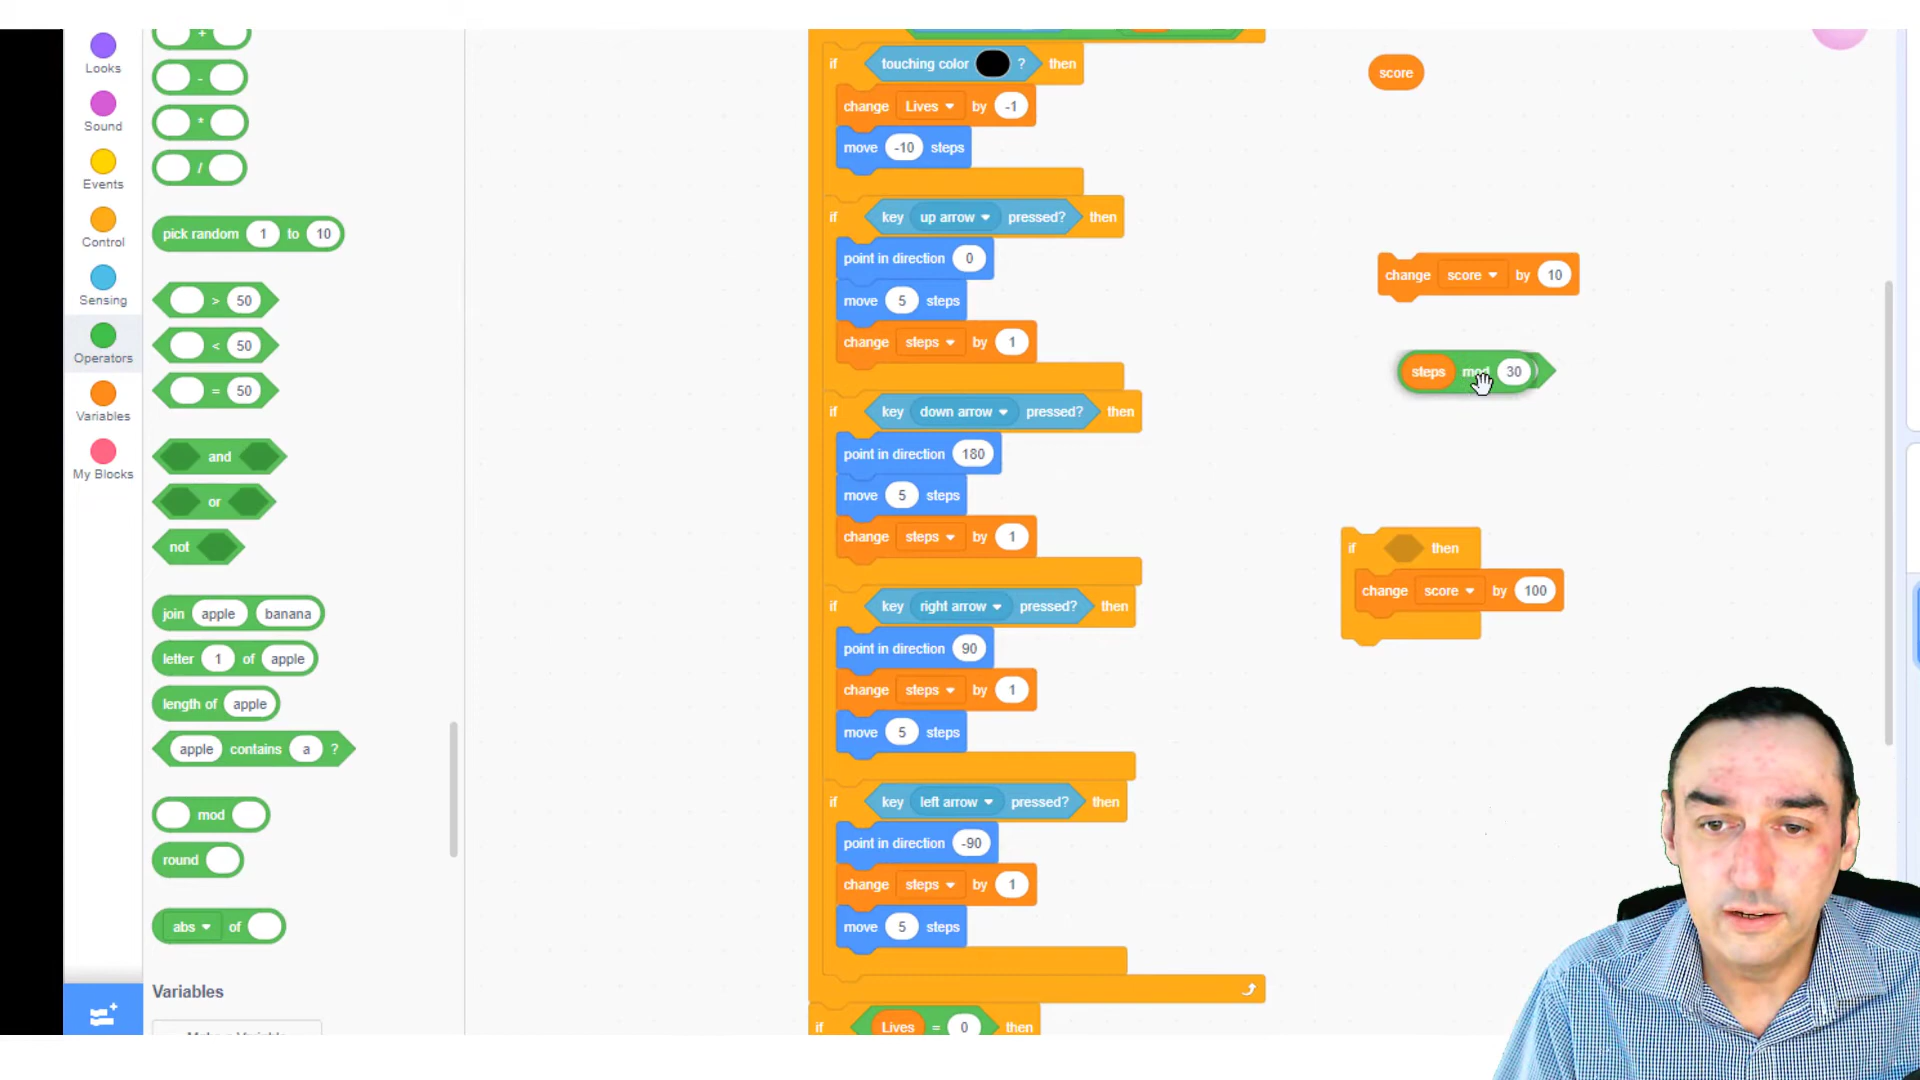 Looks
Sound
Events
Control
Sensing
Operators
Variables
My Blocks
+
-
*
/
pick random 1 to 10
> 50
< 50
= 50
and
or
not
join apple banana
letter 1 of apple
length of apple
apple contains a ?
mod
round
abs of
Variables
if touching color ? then
change Lives by -1
move -10 steps
if key up arrow pressed? then
point in direction 0
move 5 steps
change steps by 1
if key down arrow pressed? then
point in direction 180
move 5 steps
change steps by 1
if key right arrow pressed? then
point in direction 90
change steps by 1
move 5 steps
if key left arrow pressed? then
point in direction -90
change steps by 1
move 5 steps
if Lives = 0 then
score
change score by 10
steps mod 30
if then
change score by 100